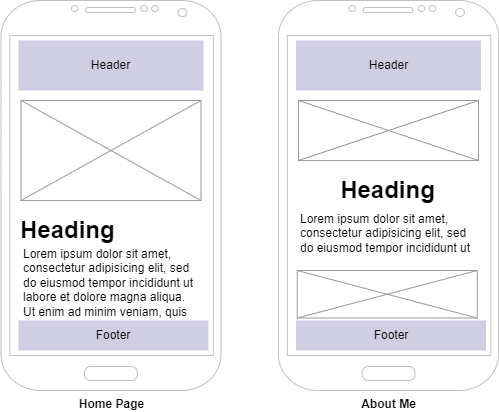 Header
Heading
Lorem ipsum dolor sit amet,
consectetur adipisicing elit, sed
do eiusmod tempor incididunt ut
labore et dolore magna aliqua.
Ut enim ad minim veniam, quis
Footer
Home Page
Header
Heading
Lorem ipsum dolor sit amet,
consectetur adipisicing elit, sed
do eiusmod tempor incididunt ut
Footer
About Me